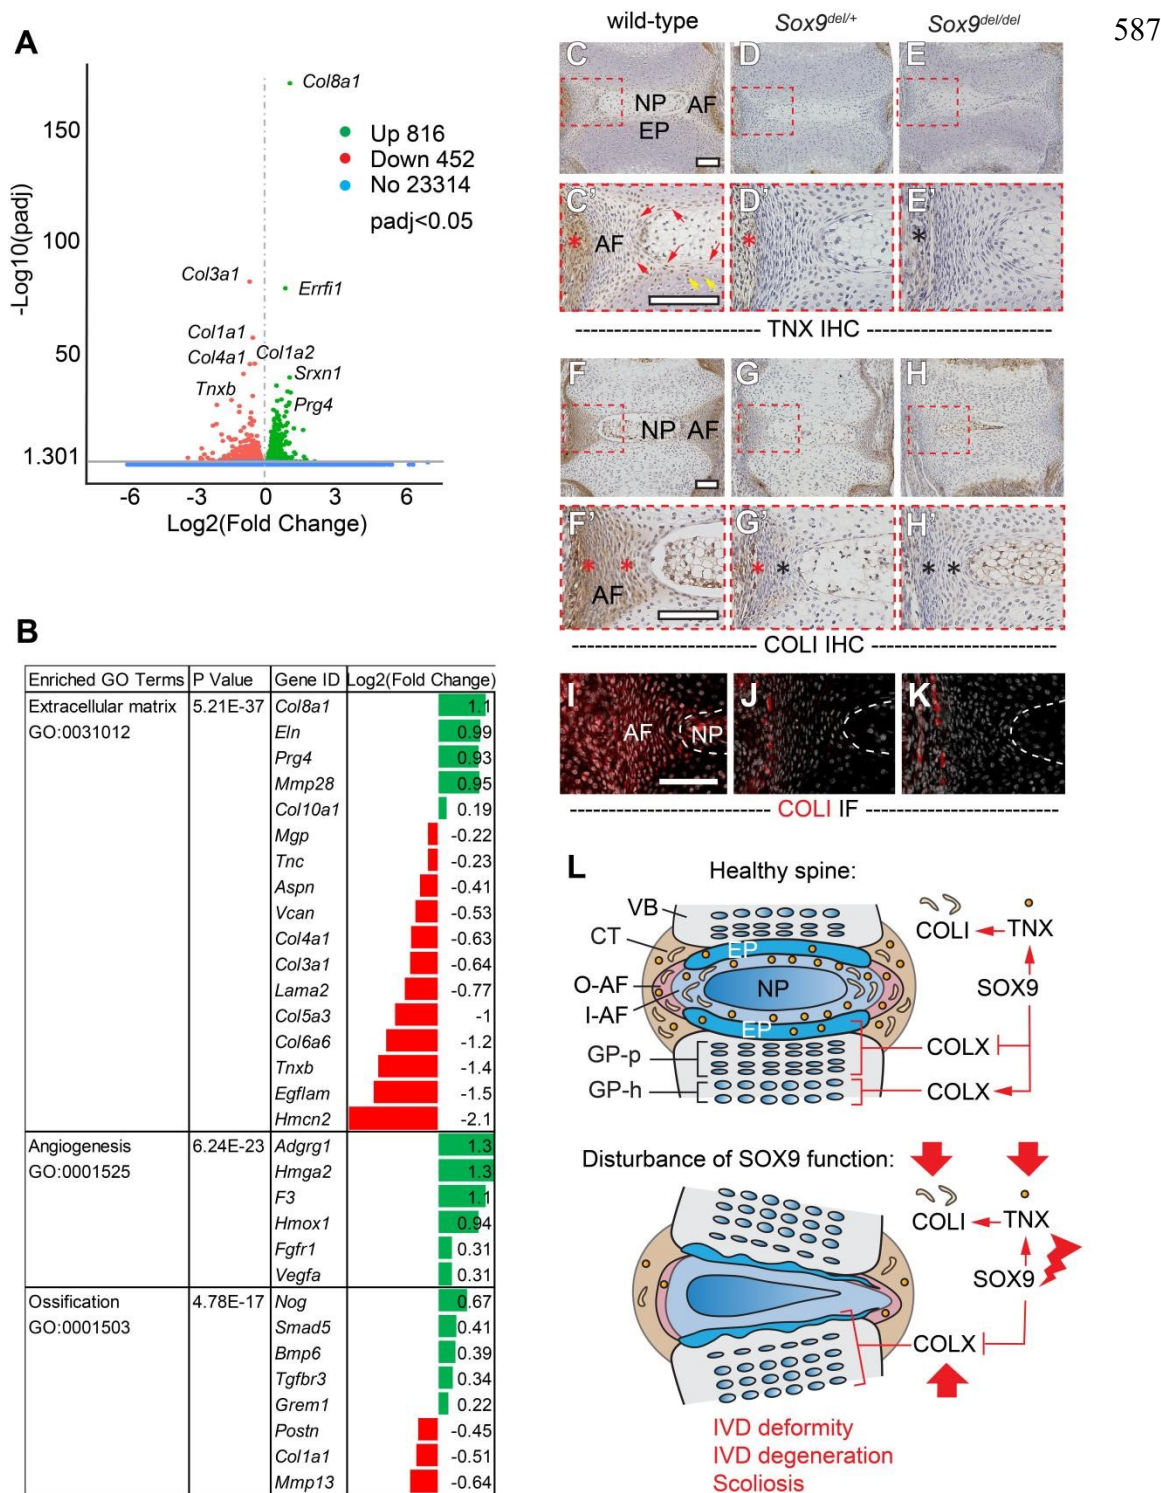 587
A
Col8a1
150
Up 816
Down 452
No 23314
padj<0.05
-Log10(padj)
100
Col3a1
Errfi1
Col1a1
50
Col4a1
Col1a2
Srxn1
Tnxb
Prg4
1.301
-6 -3 0 3 6
Log2(Fold Change)
B
Enriched GO Terms P Value Gene ID Log2(Fold Change)
Extracellular matrix 5.21E-37 Col8a1 1.1
GO:0031012 Eln 0.99
Prg4 0.93
Mmp28 0.95
Col10a1 0.19
Mgp -0.22
Tnc -0.23
Aspn -0.41
Vcan -0.53
Col4a1 -0.63
Col3a1 -0.64
Lama2 -0.77
Col5a3 -1
Col6a6 -1.2
Tnxb -1.4
Egflam -1.5
Hmcn2 -2.1
Angiogenesis 6.24E-23 Adgrg1 1.3
GO:0001525 Hmga2 1.3
F3 1.1
Hmox1 0.94
Fgfr1 0.31
Vegfa 0.31
Ossification 4.78E-17 Nog 0.67
GO:0001503 Smad5 0.41
Bmp6 0.39
Tgfbr3 0.34
Grem1 0.22
Postn -0.45
Col1a1 -0.51
Mmp13 -0.64
wild-type Sox9del/+ Sox9del/del
C D E
NP AF
EP
C' D' E'
* AF * *
TNX IHC
F G H
NP AF
F' G' H'
* * * * * *
AF
COLI IHC
I J K
AF NP
COLI IF
L
Healthy spine:
VB
CT
EP
O-AF
NP
I-AF
EP
GP-p
GP-h
COLI TNX
SOX9
COLX
COLX
Disturbance of SOX9 function:
COLI TNX
SOX9
COLX
IVD deformity
IVD degeneration
Scoliosis